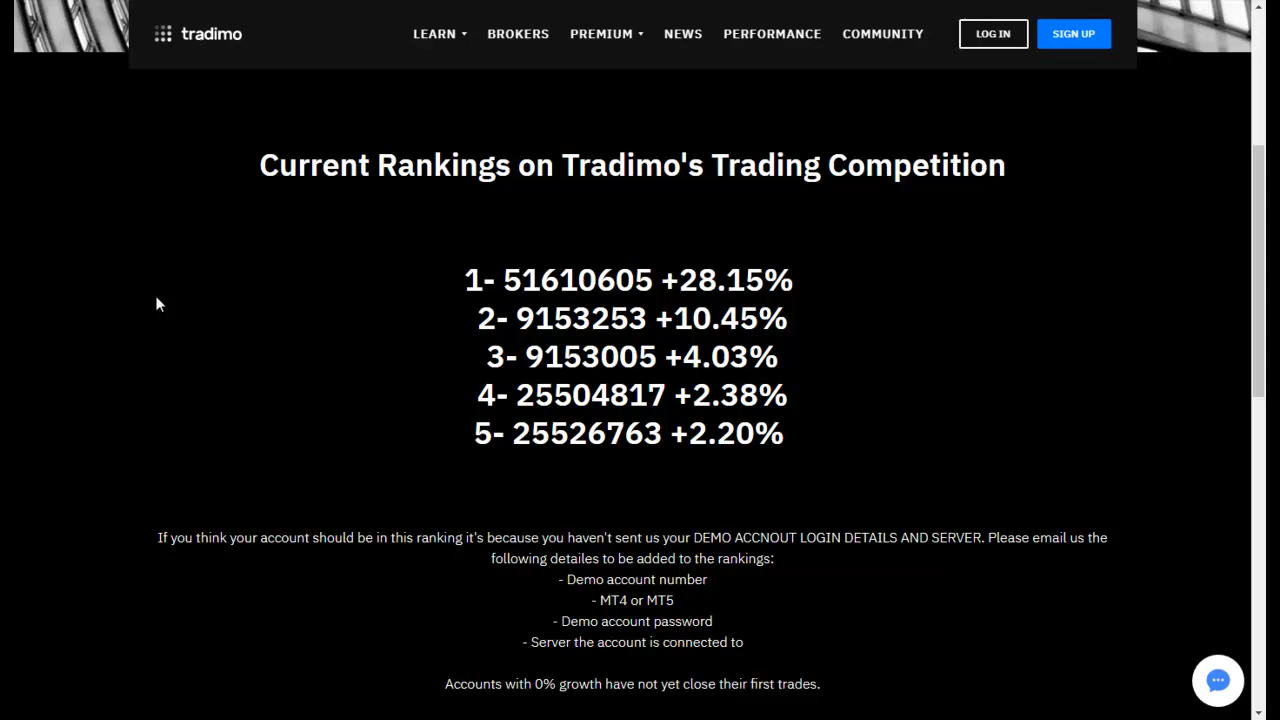 tradimo
LEARN
BROKERS
PREMIUM
NEWS
PERFORMANCE
COMMUNITY
LOG IN
SIGN UP
Current Rankings on Tradimo's Trading Competition
1- 51610605 +28.15%
2- 9153253 +10.45%
3- 9153005 +4.03%
4- 25504817 +2.38%
5- 25526763 +2.20%
If you think your account should be in this ranking it's because you haven't sent us your DEMO ACCNOUT LOGIN DETAILS AND SERVER. Please email us the
following detailes to be added to the rankings:
- Demo account number
- MT4 or MT5
- Demo account password
- Server the account is connected to
Accounts with 0% growth have not yet close their first trades.